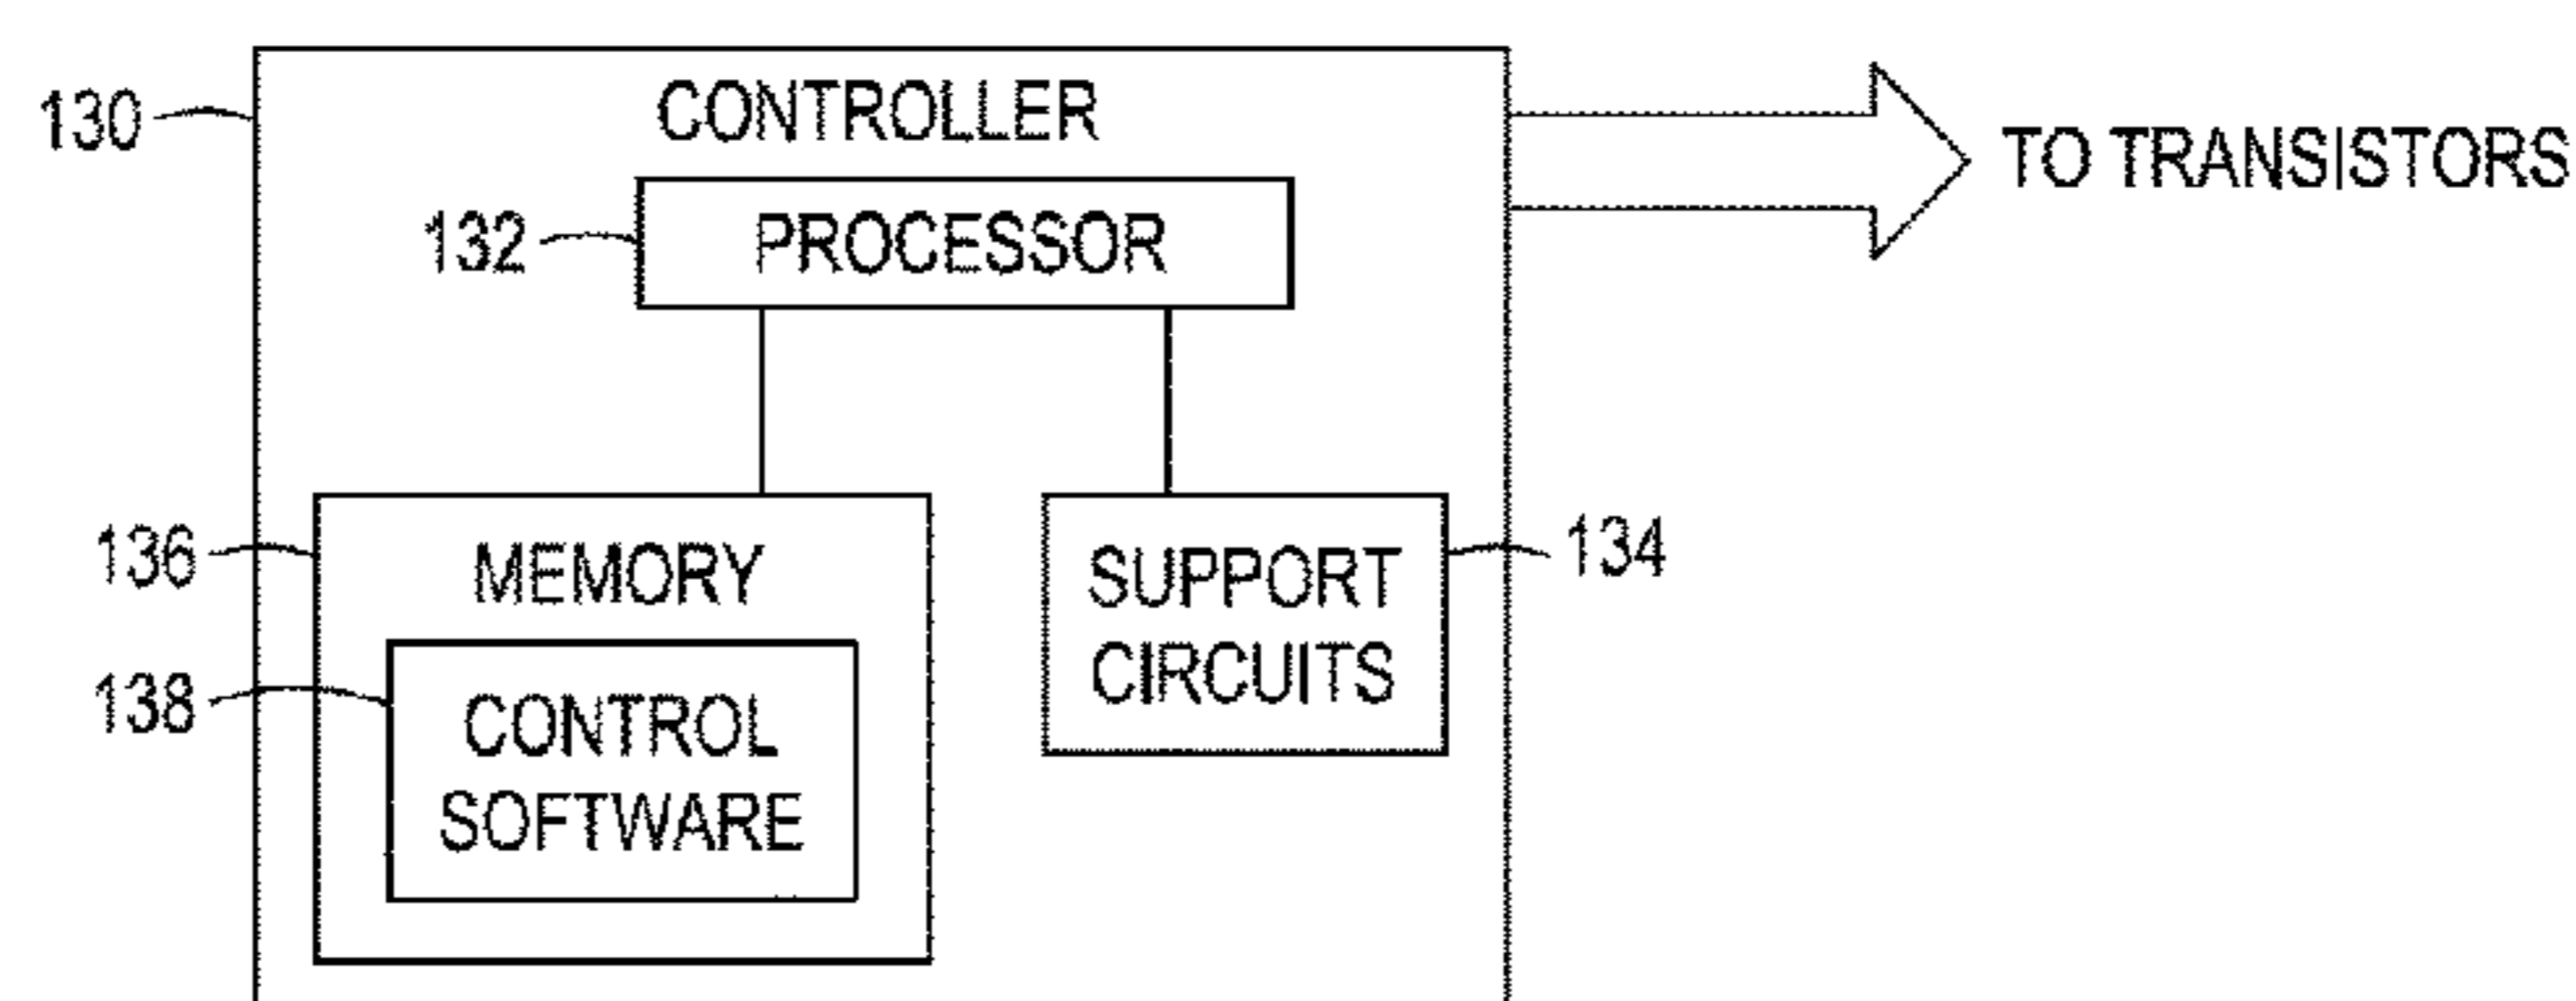 130
CONTROLLER
TO TRANSISTORS
132
PROCESSOR
136
MEMORY
138
CONTROL
SOFTWARE
SUPPORT
CIRCUITS
134